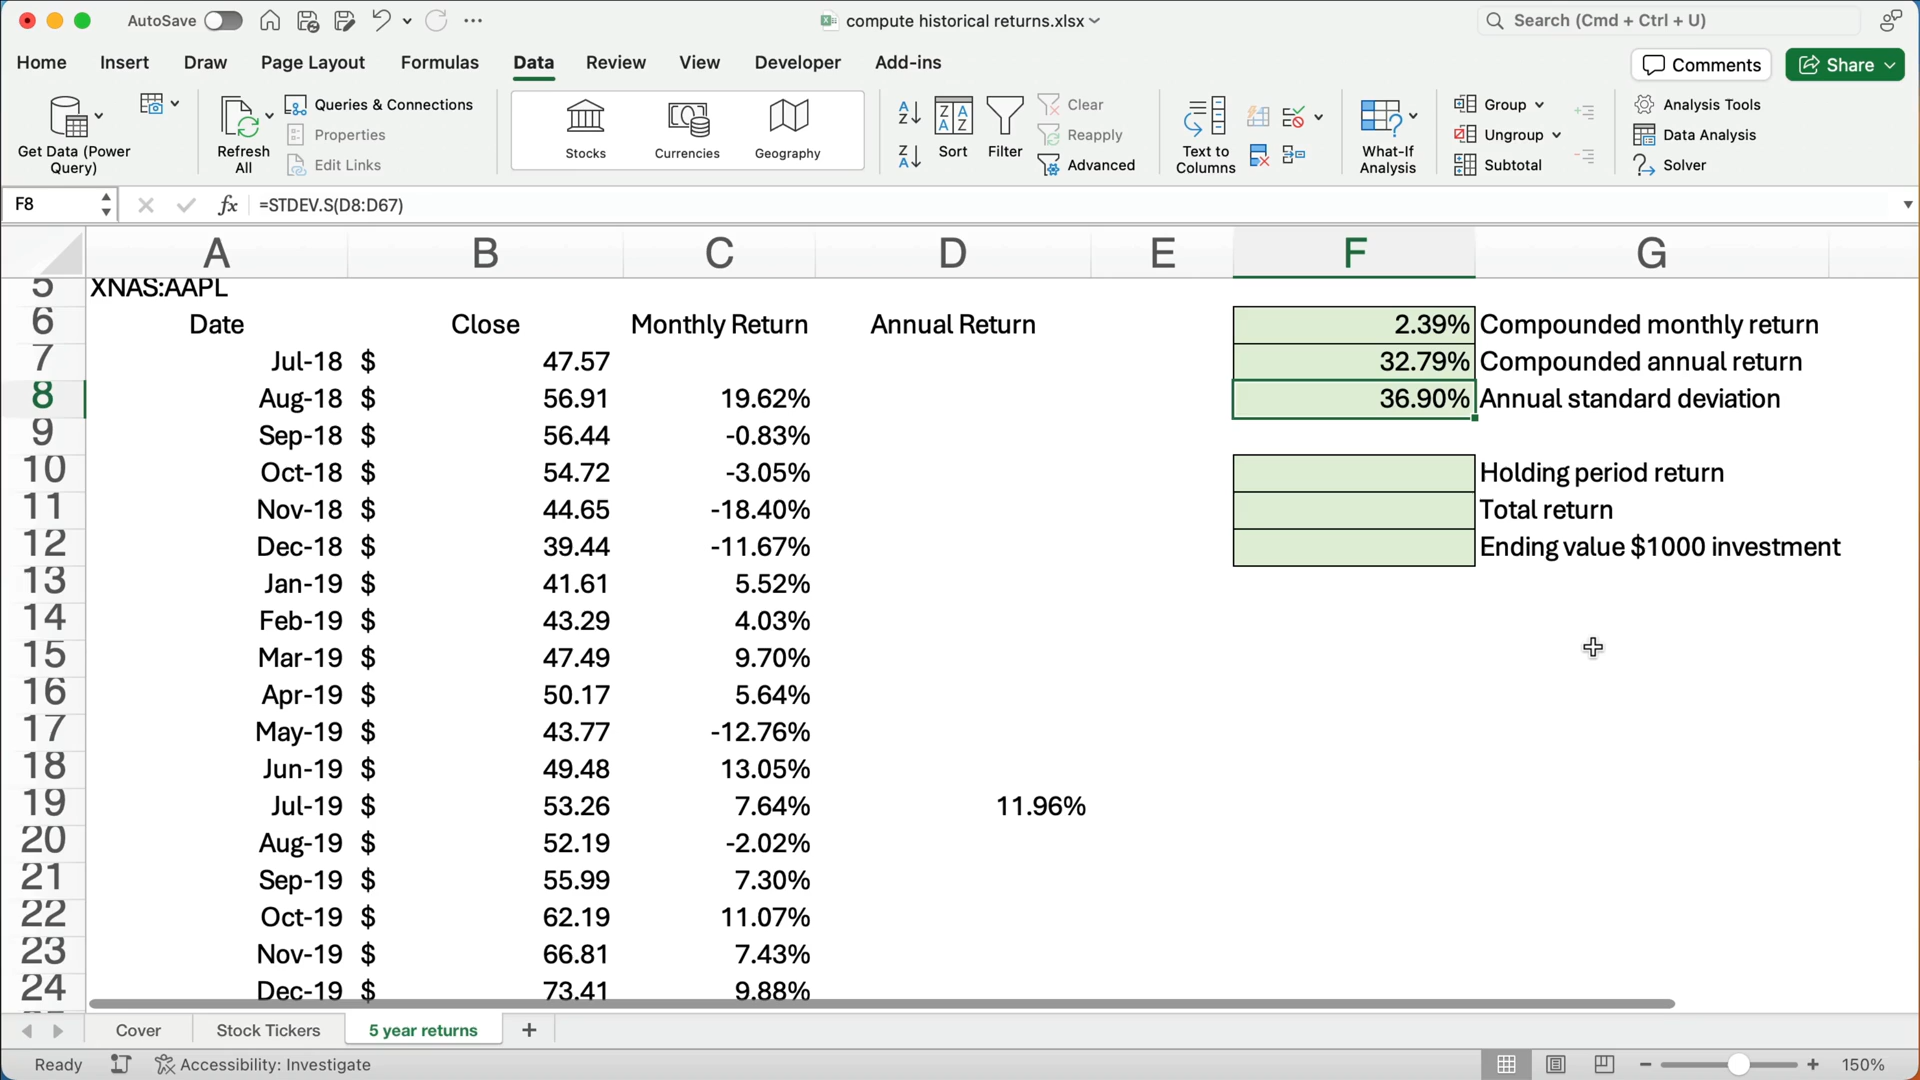 AutoSave
compute historical returns.xlsx
Search (Cmd + Ctrl + U)
Home Insert Draw Page Layout Formulas Data Review View Developer Add-ins
Comments Share
Get Data (Power Query)
Refresh All
Queries & Connections
Properties
Edit Links
Stocks Currencies Geography
Sort Filter
Clear
Reapply
Advanced
Text to Columns
What-If Analysis
Group
Ungroup
Subtotal
Analysis Tools
Data Analysis
Solver
F8 fx =STDEV.S(D8:D67)
A B C D E F G
5 XNAS:AAPL
6 Date Close Monthly Return Annual Return 2.39% Compounded monthly return
7 Jul-18 $ 47.57 32.79% Compounded annual return
8 Aug-18 $ 56.91 19.62% 36.90% Annual standard deviation
9 Sep-18 $ 56.44 -0.83%
10 Oct-18 $ 54.72 -3.05% Holding period return
11 Nov-18 $ 44.65 -18.40% Total return
12 Dec-18 $ 39.44 -11.67% Ending value $1000 investment
13 Jan-19 $ 41.61 5.52%
14 Feb-19 $ 43.29 4.03%
15 Mar-19 $ 47.49 9.70%
16 Apr-19 $ 50.17 5.64%
17 May-19 $ 43.77 -12.76%
18 Jun-19 $ 49.48 13.05%
19 Jul-19 $ 53.26 7.64% 11.96%
20 Aug-19 $ 52.19 -2.02%
21 Sep-19 $ 55.99 7.30%
22 Oct-19 $ 62.19 11.07%
23 Nov-19 $ 66.81 7.43%
24 Dec-19 $ 73.41 9.88%
Cover Stock Tickers 5 year returns
Ready Accessibility: Investigate 150%